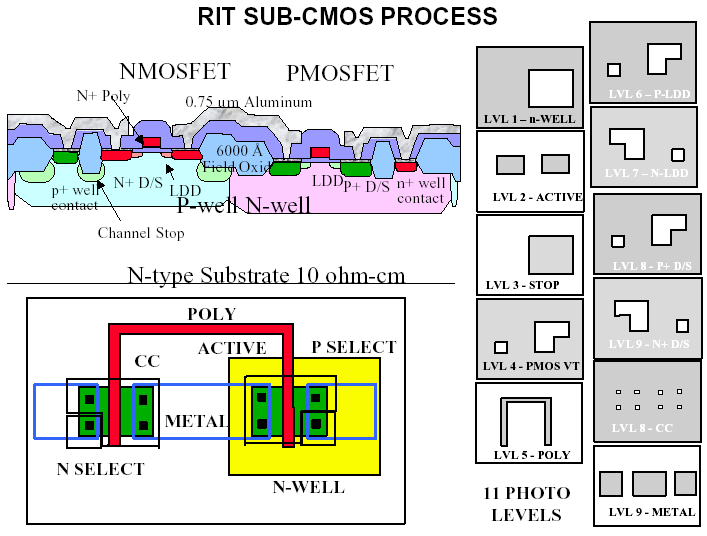 RIT SUB-CMOS PROCESS
NMOSFET
PMOSFET
N+ Poly
0.75 um Aluminum
6000 Å
Field Oxid
p+ well
contact
N+ D/S
LDD
LDD
P+ D/S
n+ well
contact
P-well
N-well
Channel Stop
N-type Substrate 10 ohm-cm
POLY
ACTIVE
P SELECT
CC
METAL
N SELECT
N-WELL
LVL 1 – n-WELL
LVL 2 - ACTIVE
LVL 3 - STOP
LVL 4 - PMOS VT
LVL 5 - POLY
11 PHOTO
LEVELS
LVL 6 – P-LDD
LVL 7 – N-LDD
LVL 8 - P+ D/S
LVL 9 - N+ D/S
LVL 8 - CC
LVL 9 - METAL